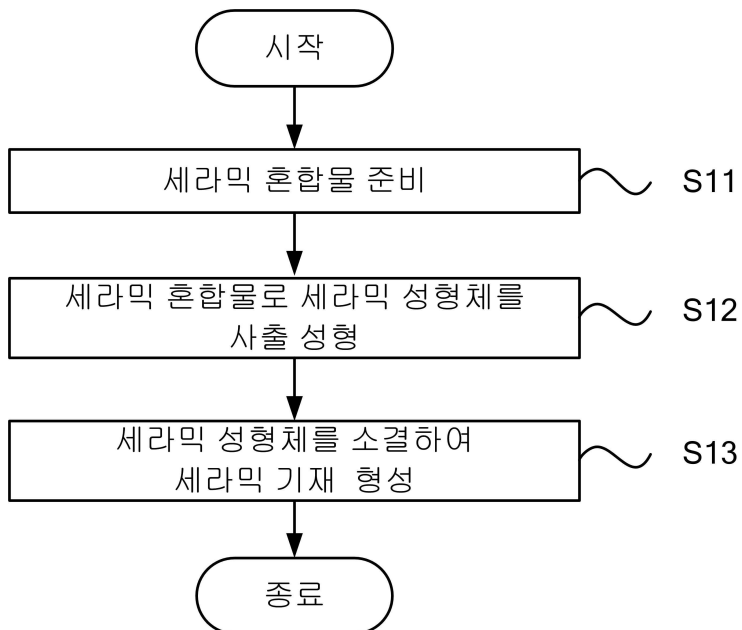 시작
세라믹 혼합물 준비
S11
세라믹 혼합물로 세라믹 성형체를
사출 성형
S12
세라믹 성형체를 소결하여
세라믹 기재 형성
S13
종료